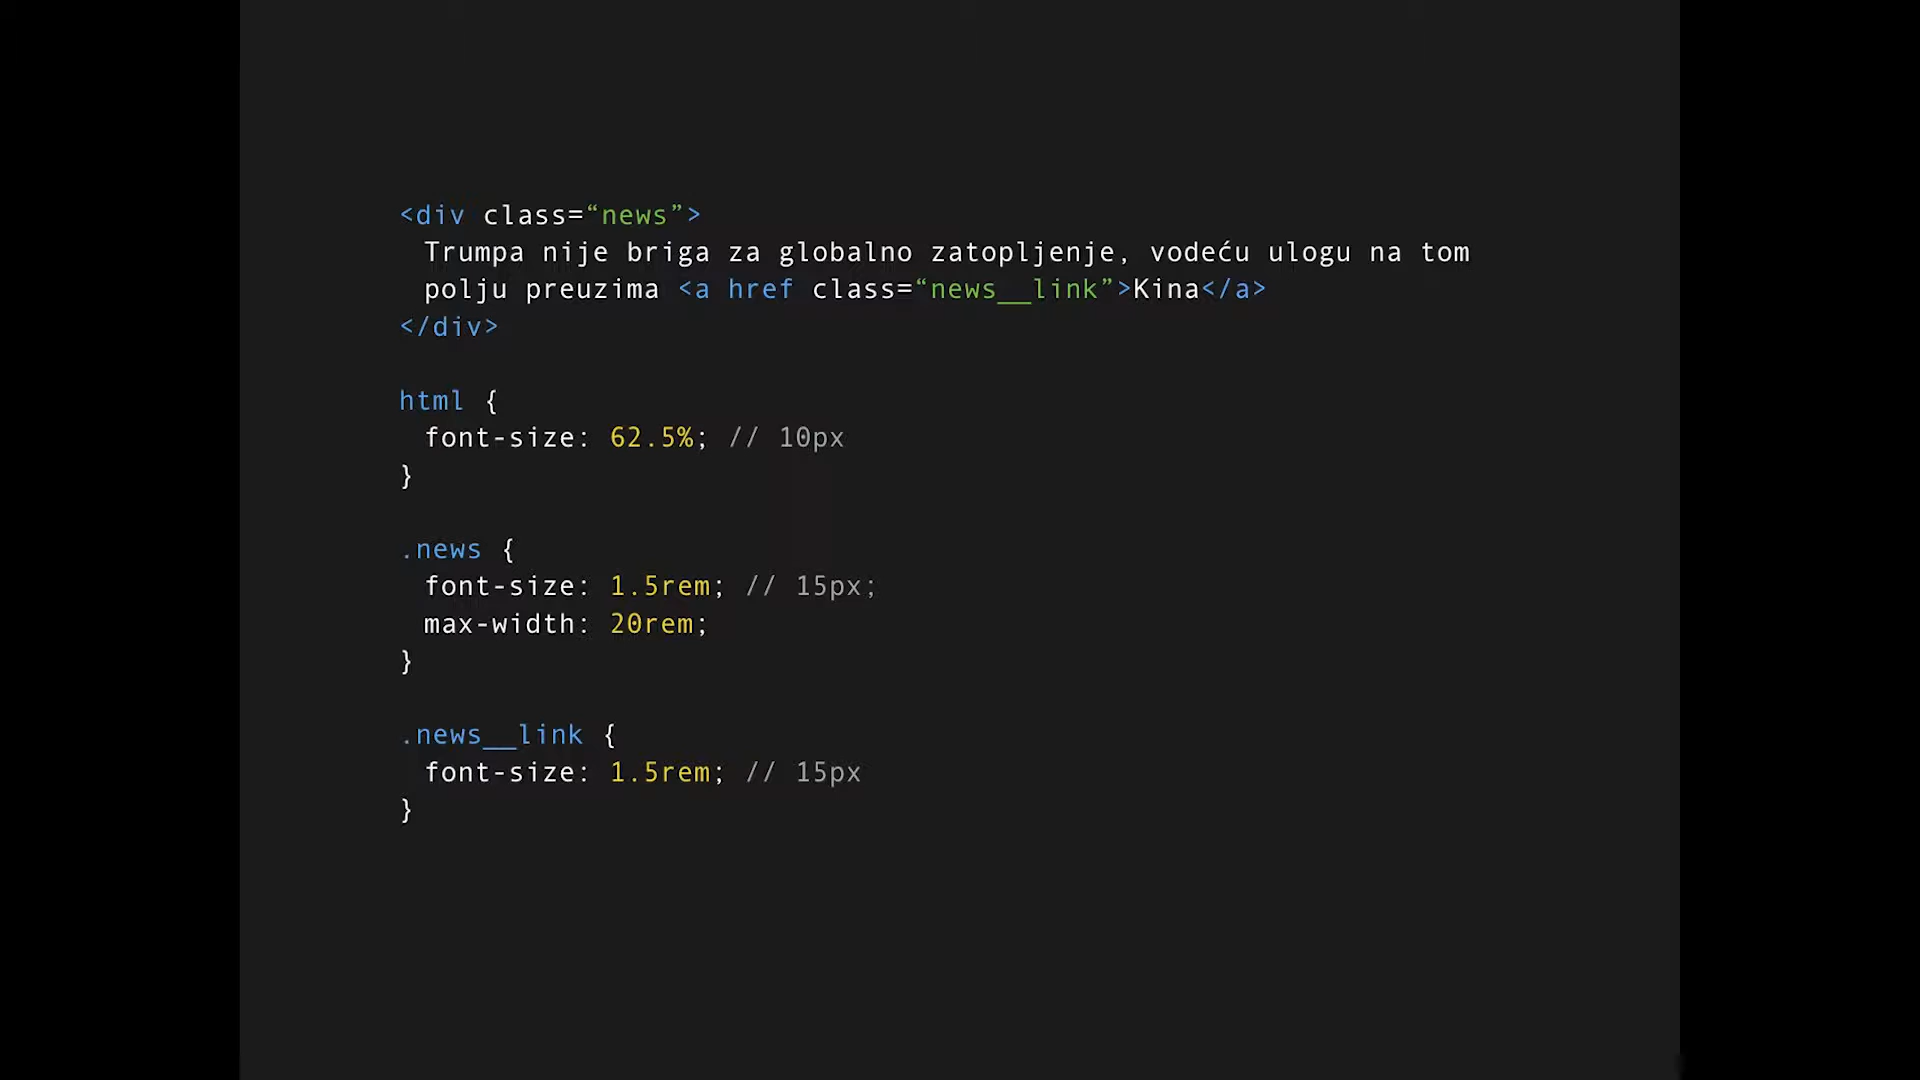 <div class=“news”>
Trumpa nije briga za globalno zatopljenje, vodeću ulogu na tom
polju preuzima <a href class=“news__link”>Kina</a>
</div>
html {
font-size: 62.5%; // 10px
}
.news {
font-size: 1.5rem; // 15px;
max-width: 20rem;
}
.news__link {
font-size: 1.5rem; // 15px
}